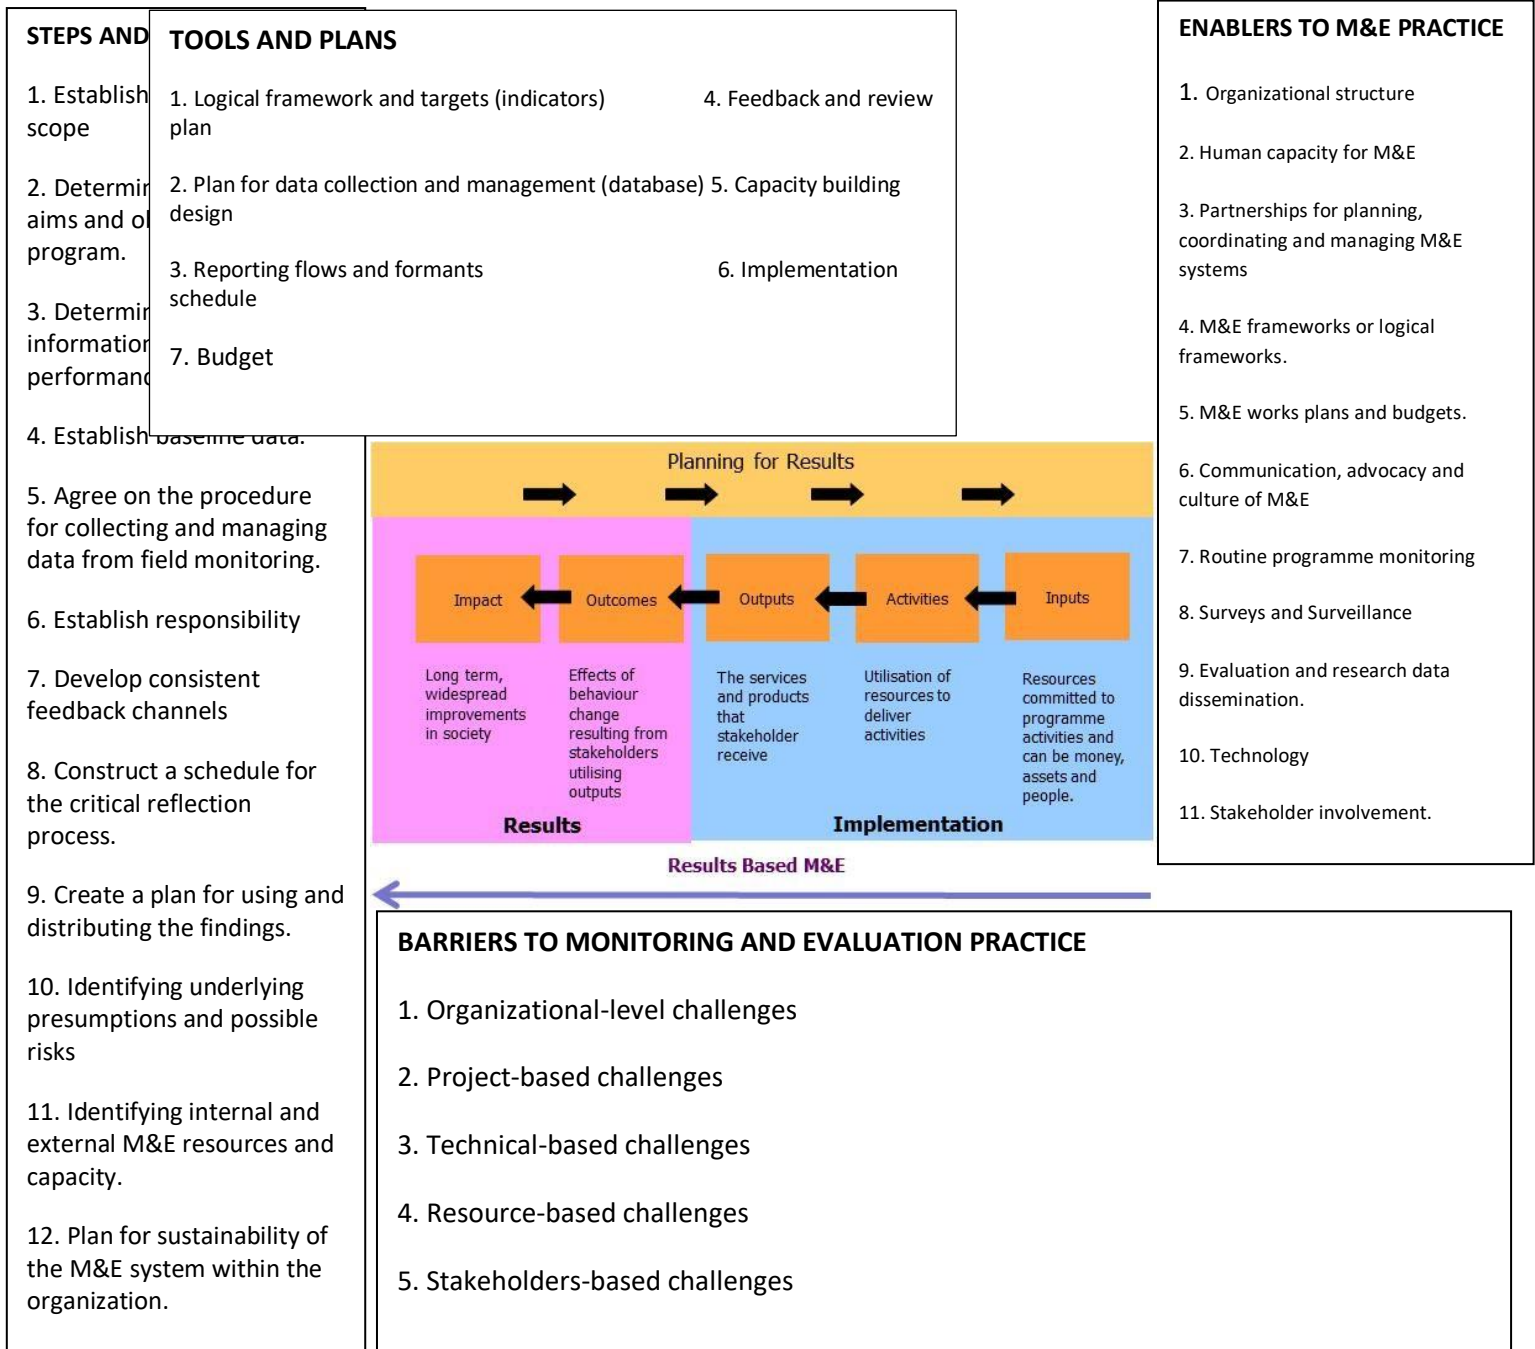 STEPS AND
1. Establish
scope
2.
aims and
program.
3.
4. Establish baseline data.
5. Agree on the procedure
for collecting and managing
data from field monitoring.
6. Establish responsibility
7. Develop consistent
feedback channels
8. Construct a schedule for
the critical reflection
process.
9. Create a plan for using and
distributing the findings.
10. Identifying underlying
presumptions and possible
risks
11. Identifying internal and
external M&E resources and
capacity.
12. Plan for sustainability of
the M&E system within the
organization.
TOOLS AND PLANS
1. Logical framework and targets (indicators) 4. Feedback and review
plan
2. Plan for data collection and management (database) 5. Capacity building
design
3. Reporting flows and formants 6. Implementation
schedule
7. Budget
Planning for Results
Impact Outcomes Outputs Activities Inputs
Long term,
widespread
improvements
in society
Effects of
behaviour
change
resulting from
stakeholders
utilising
outputs
The services
and products
that
stakeholder
receive
Utilisation of
resources to
deliver
activities
Resources
committed to
programme
activities and
can be money,
assets and
people.
Results Implementation
Results Based M&E
ENABLERS TO M&E PRACTICE
1. Organizational structure
2. Human capacity for M&E
3. Partnerships for planning,
coordinating and managing M&E
systems
4. M&E frameworks or logical
frameworks.
5. M&E works plans and budgets.
6. Communication, advocacy and
culture of M&E
7. Routine programme monitoring
8. Surveys and Surveillance
9. Evaluation and research data
dissemination.
10. Technology
11. Stakeholder involvement.
BARRIERS TO MONITORING AND EVALUATION PRACTICE
1. Organizational-level challenges
2. Project-based challenges
3. Technical-based challenges
4. Resource-based challenges
5. Stakeholders-based challenges